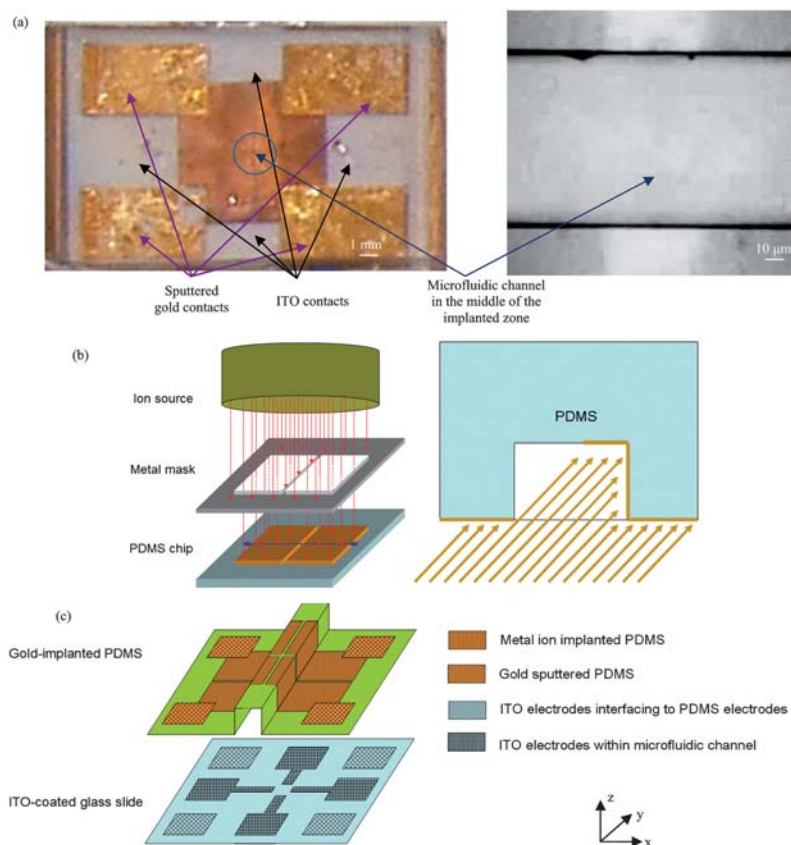 (a)
1 mm
10 μm
Sputtered
gold contacts
ITO contacts
Microfluidic channel
in the middle of the
implanted zone
(b)
Ion source
Metal mask
PDMS chip
PDMS
(c)
Gold-implanted PDMS
ITO-coated glass slide
Metal ion implanted PDMS
Gold sputtered PDMS
ITO electrodes interfacing to PDMS electrodes
ITO electrodes within microfluidic channel
z
y
x